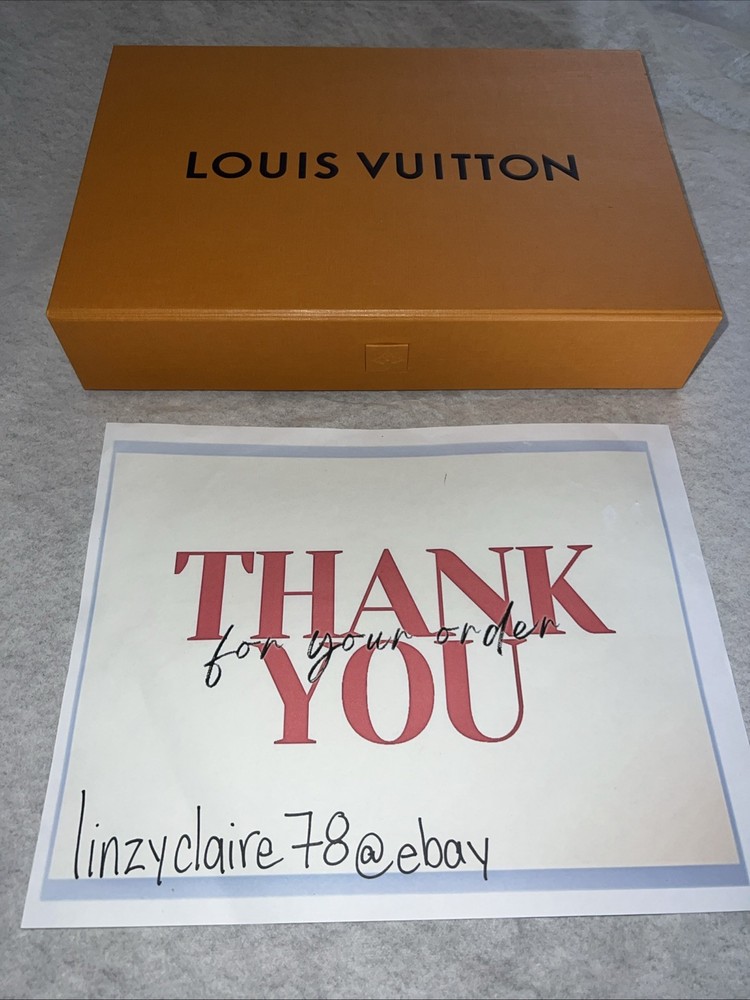 LOUIS VUITTON
THANK
for your order
YOU
linzyclaire78@ebay